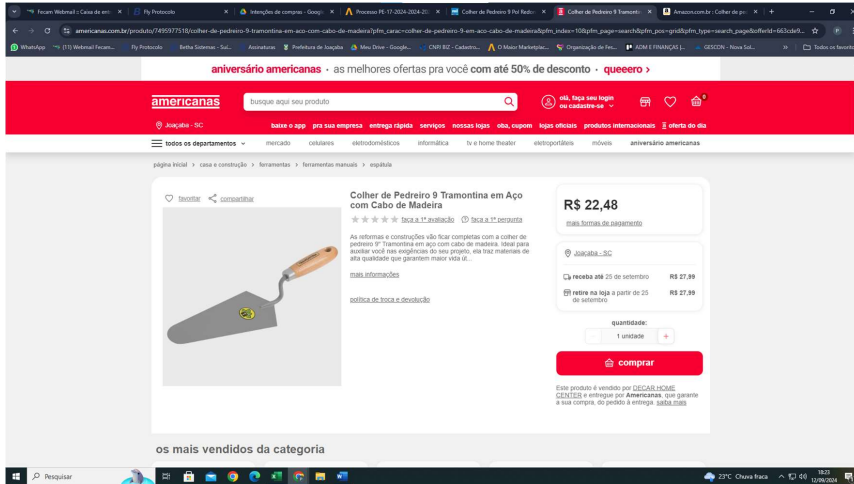 Fecam Webmail :: Caixa de entr
Fly Protocolo
Intenções de compras - Googl
Processo PE-17-2024-2024-20
Colher de Pedreiro 9 Pol Redo
Colher de Pedreiro 9 Tramontin
Amazon.com.br : Colher de ped
americanas.com.br/produto/7495977518/colher-de-pedreiro-9-tramontina-em-aco-com-cabo-de-madeira?pfm_carac=colher-de-pedreiro-9-em-aco-com-cabo-de-madeira&pfm_index=10&pfm_page=search&pfm_pos=grid&pfm_type=search_page&offerId=663cde9...
WhatsApp
(11) Webmail Fecam...
Fly Protocolo
Betha Sistemas - Sui...
Assinaturas
Prefeitura de Joaçaba
Meu Drive - Google...
CNPJ BIZ - Cadastro...
O Maior Marketplac...
Organização de Fes...
ADM E FINANÇAS |...
GESCON - Nova Sol...
Todos os favoritos
aniversário americanas · as melhores ofertas pra você com até 50% de desconto · queeero >
americanas
busque aqui seu produto
olá, faça seu login
ou cadastre-se
0
Joaçaba - SC
baixe o app pra sua empresa entrega rápida serviços nossas lojas oba, cupom lojas oficiais produtos internacionais oferta do dia
todos os departamentos mercado celulares eletrodomésticos informática tv e home theater eletroportáteis móveis aniversário americanas
página inicial > casa e construção > ferramentas > ferramentas manuais > espátula
favoritar compartilhar
Colher de Pedreiro 9 Tramontina em Aço
com Cabo de Madeira
faça a 1ª avaliação faça a 1ª pergunta
As reformas e construções vão ficar completas com a colher de
pedreiro 9" Tramontina em aço com cabo de madeira. Ideal para
auxiliar você nas exigências do seu projeto, ela traz materiais de
alta qualidade que garantem maior vida út...
mais informações
política de troca e devolução
R$ 22,48
mais formas de pagamento
Joaçaba - SC
receba até 25 de setembro R$ 27,99
retire na loja a partir de 25 R$ 27,99
de setembro
quantidade:
- 1 unidade +
comprar
Este produto é vendido por DECAR HOME
CENTER e entregue por Americanas, que garante
a sua compra, do pedido à entrega. saiba mais
os mais vendidos da categoria
Pesquisar
23°C Chuva fraca
18:23
12/09/2024